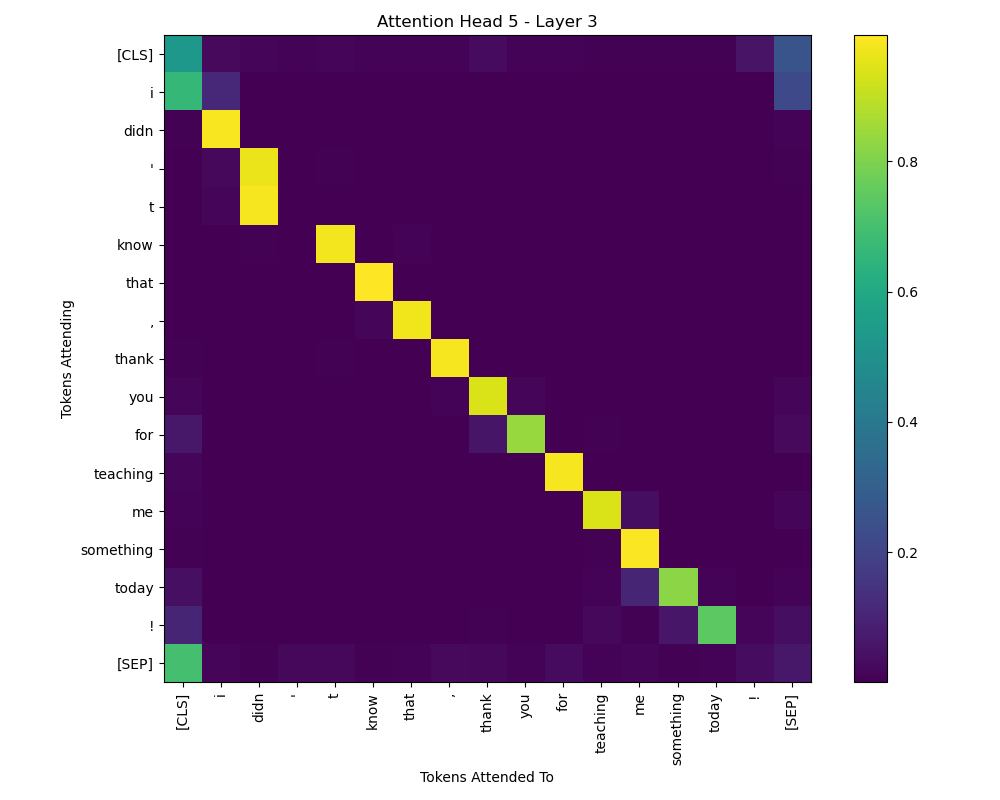 Attention Head 5 - Layer 3
[CLS]
i
didn
'
t
know
that
,
thank
you
for
teaching
me
something
today
!
[SEP]
Tokens Attending
[CLS]
i
didn
'
t
know
that
,
thank
you
for
teaching
me
something
today
!
[SEP]
Tokens Attended To
0.8
0.6
0.4
0.2